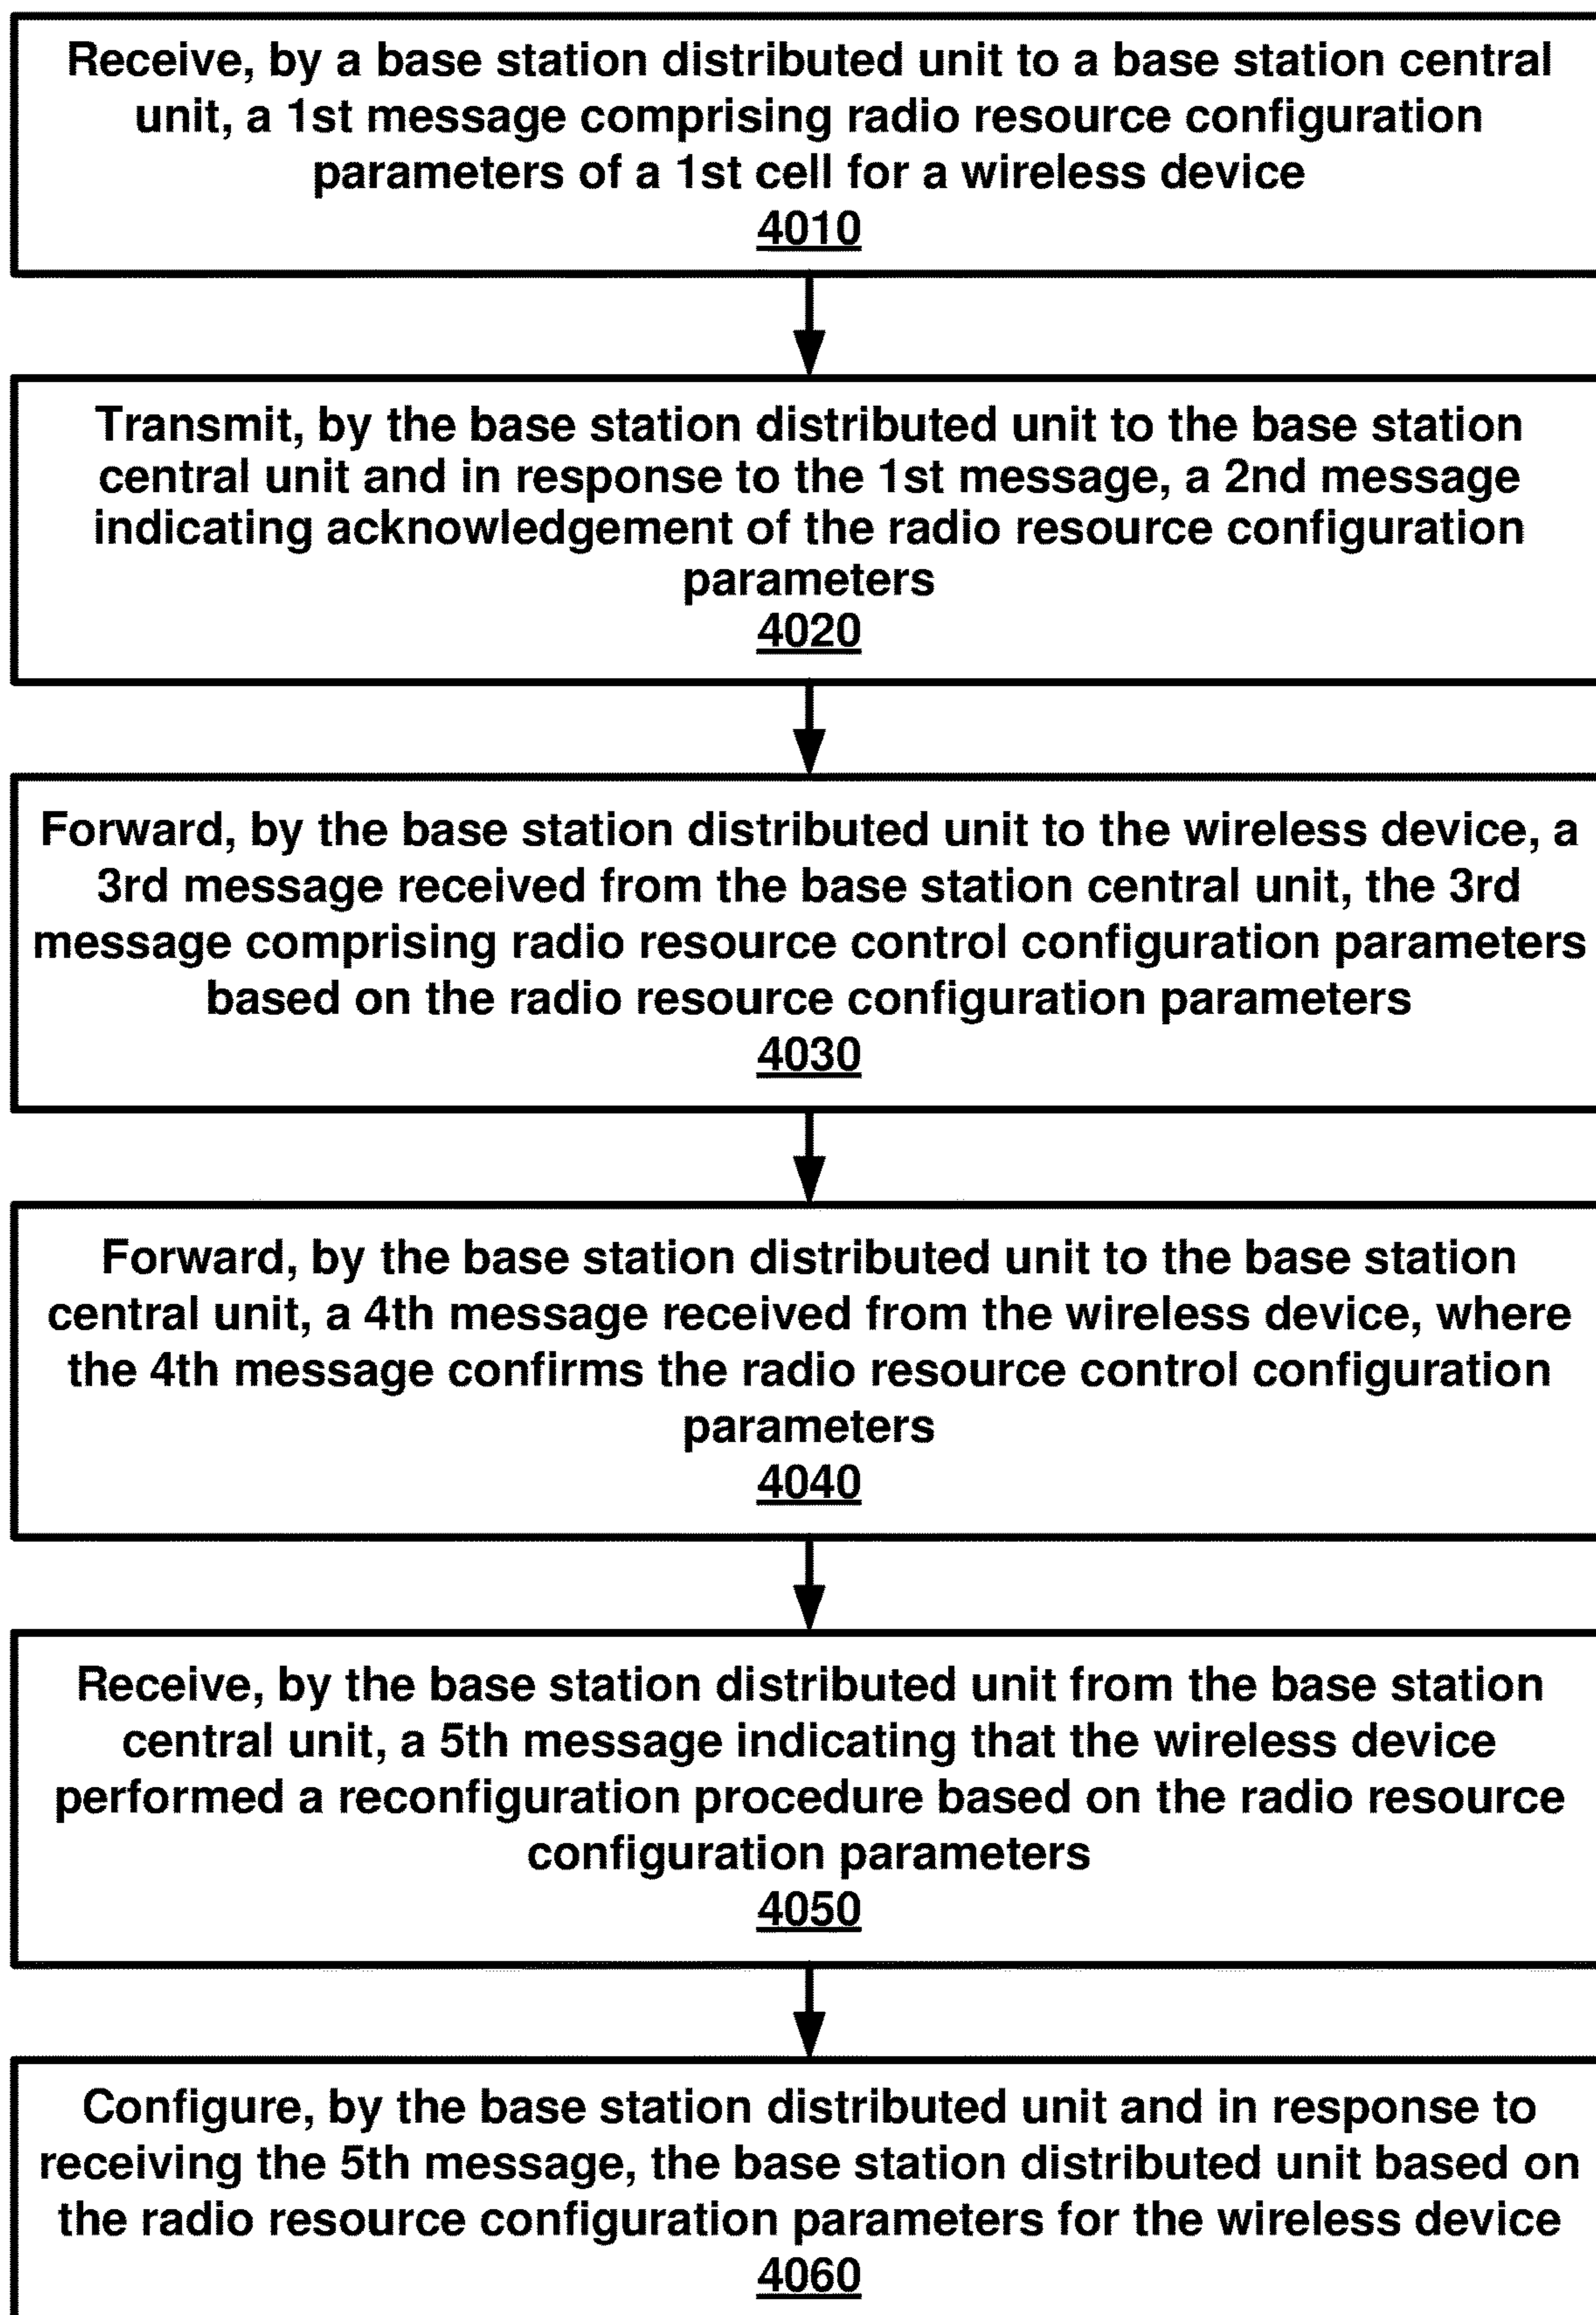 Receive, by a base station distributed unit to a base station central
unit, a 1st message comprising radio resource configuration
parameters of a 1st cell for a wireless device
4010
Transmit, by the base station distributed unit to the base station
central unit and in response to the 1st message, a 2nd message
indicating acknowledgement of the radio resource configuration
parameters
4020
Forward, by the base station distributed unit to the wireless device, a
3rd message received from the base station central unit, the 3rd
message comprising radio resource control configuration parameters
based on the radio resource configuration parameters
4030
Forward, by the base station distributed unit to the base station
central unit, a 4th message received from the wireless device, where
the 4th message confirms the radio resource control configuration
parameters
4040
Receive, by the base station distributed unit from the base station
central unit, a 5th message indicating that the wireless device
performed a reconfiguration procedure based on the radio resource
configuration parameters
4050
Configure, by the base station distributed unit and in response to
receiving the 5th message, the base station distributed unit based on
the radio resource configuration parameters for the wireless device
4060